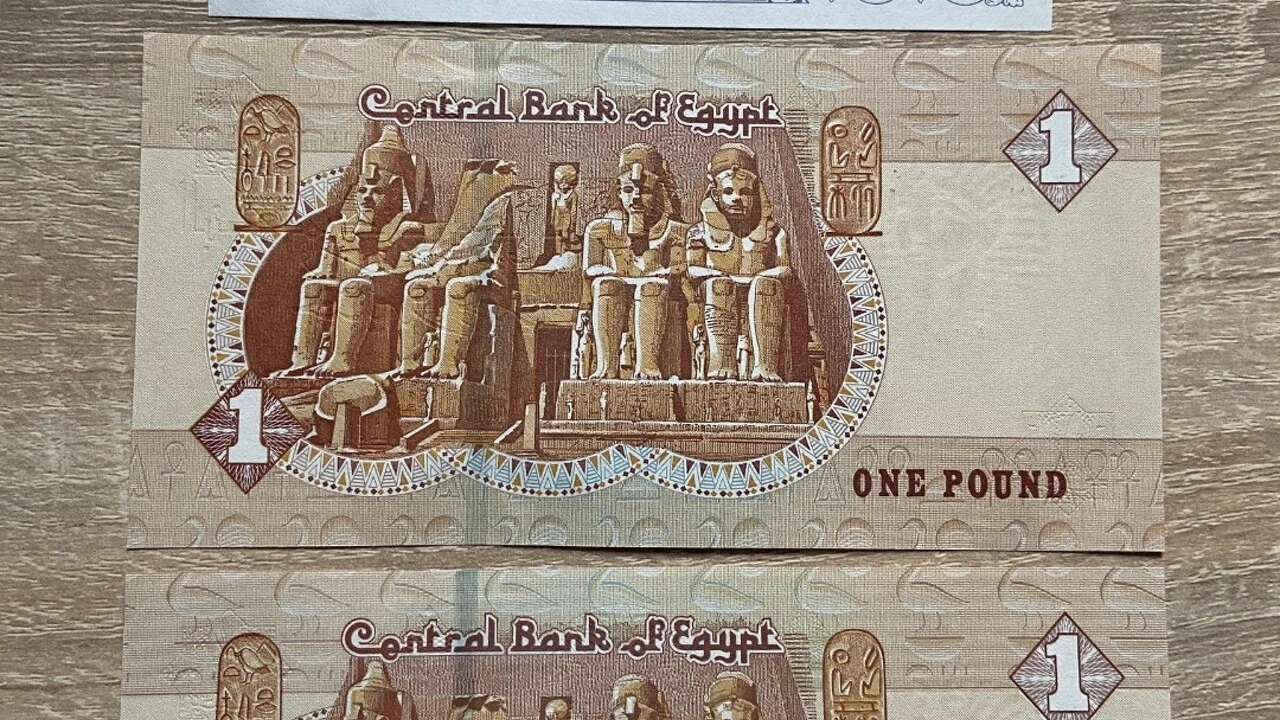 Central Bank of Egypt
1
1
ONE POUND
Central Bank of Egypt
1